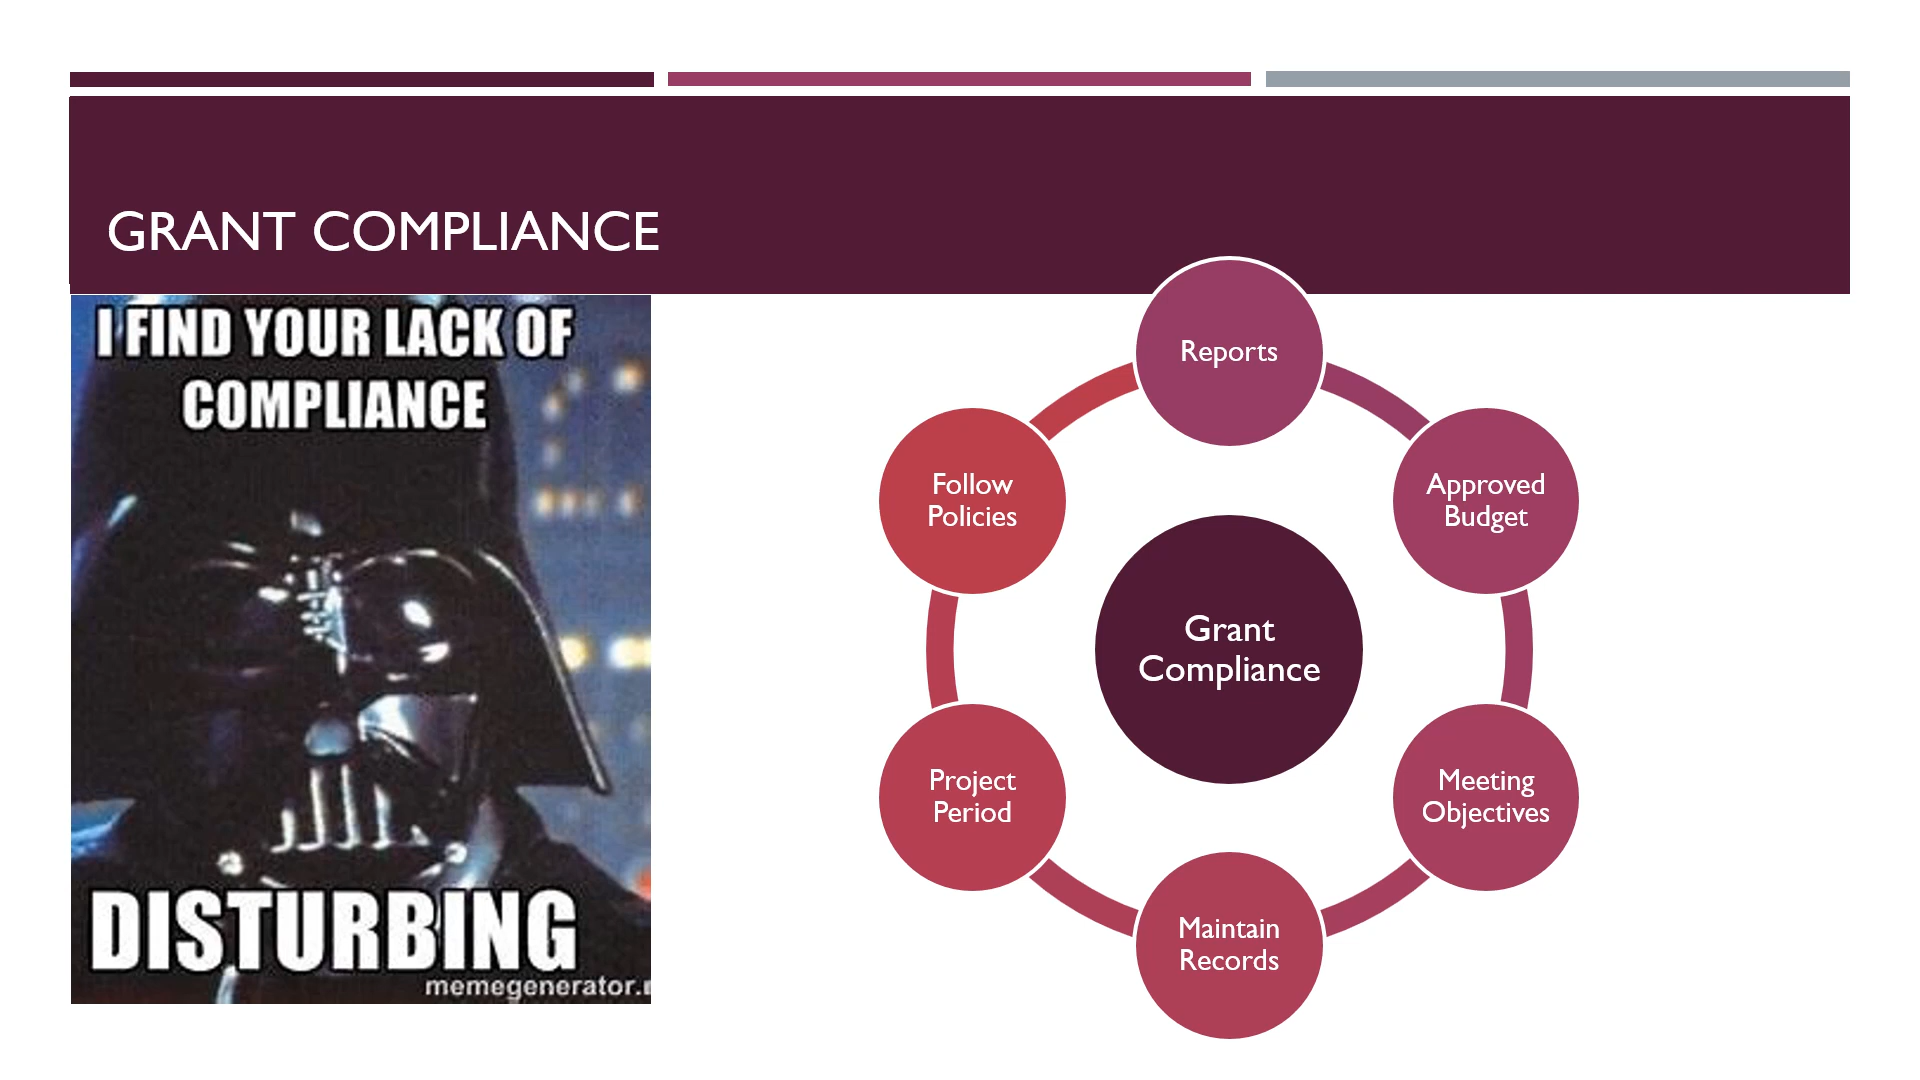 GRANT COMPLIANCE
I FIND YOUR LACK OF
COMPLIANCE
DISTURBING
memegenerator.
Reports
Approved
Budget
Meeting
Objectives
Maintain
Records
Project
Period
Follow
Policies
Grant
Compliance